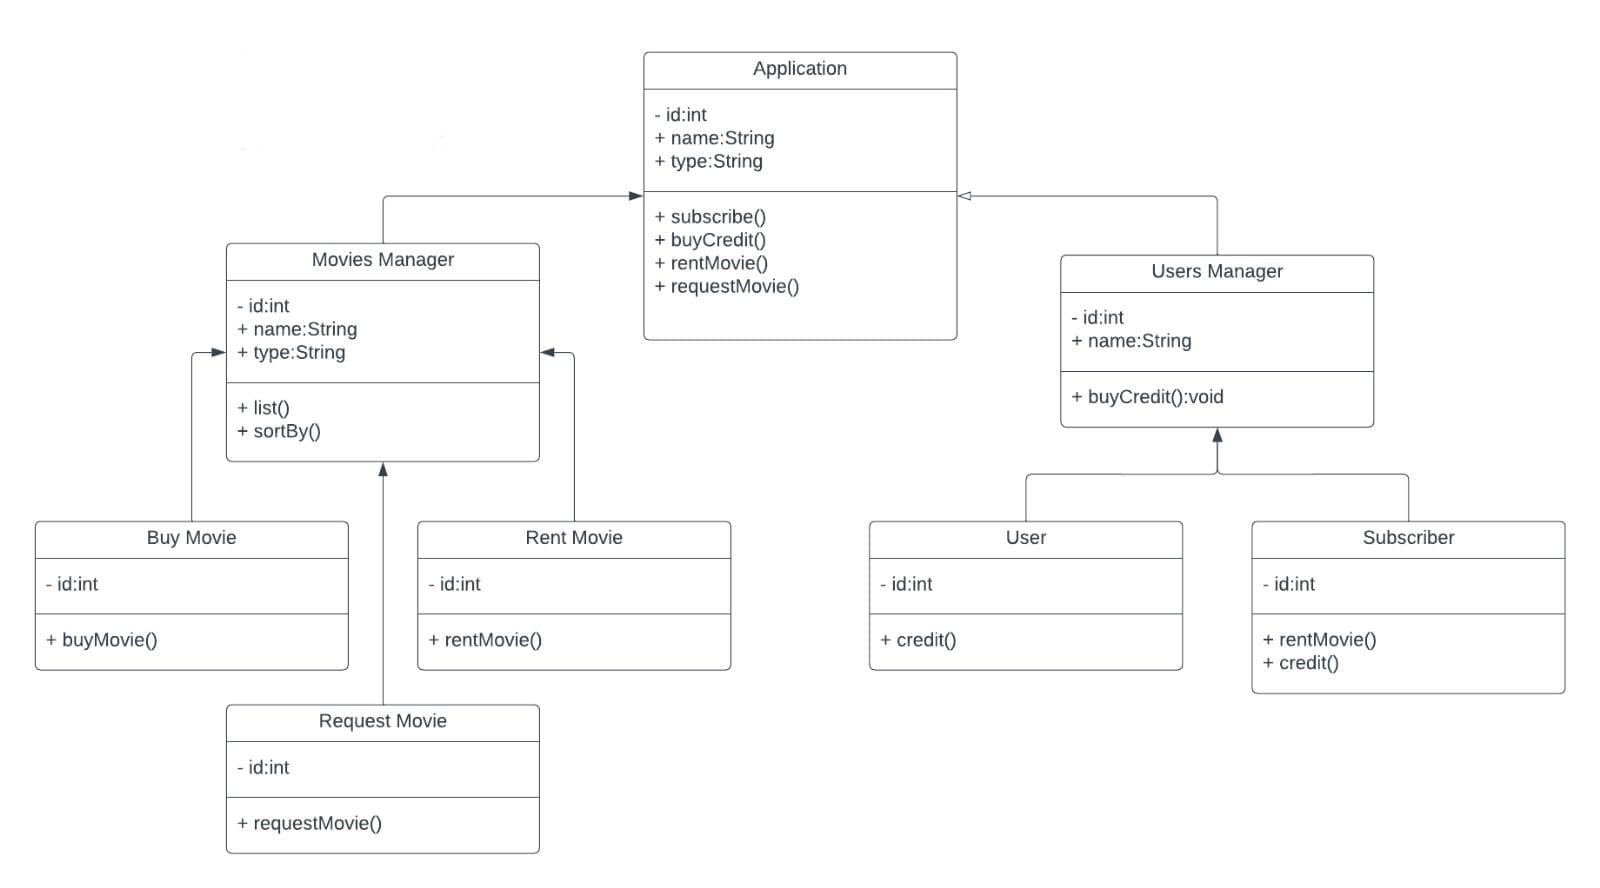 Application
- id:int
+ name:String
+ type:String
+ subscribe()
+ buyCredit()
+ rentMovie()
+ requestMovie()
Movies Manager
- id:int
+ name:String
+ type:String
+ list()
+ sortBy()
Users Manager
- id:int
+ name:String
+ buyCredit():void
Buy Movie
- id:int
+ buyMovie()
Rent Movie
- id:int
+ rentMovie()
User
- id:int
+ credit()
Subscriber
- id:int
+ rentMovie()
+ credit()
Request Movie
- id:int
+ requestMovie()